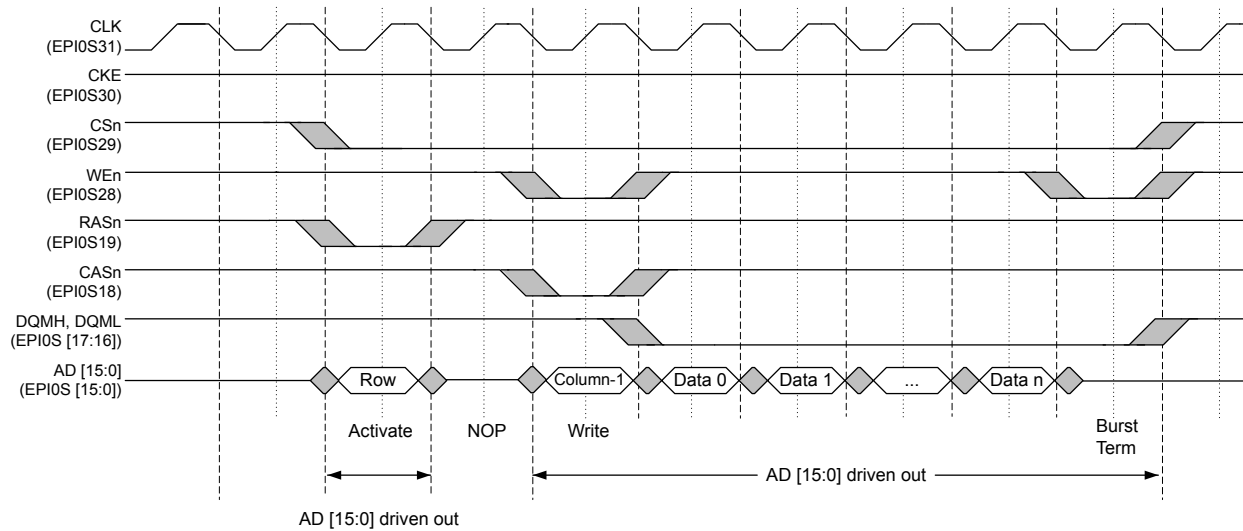 CLK
(EPI0S31)
CKE
(EPI0S30)
CSn
(EPI0S29)
WEn
(EPI0S28)
RASn
(EPI0S19)
CASn
(EPI0S18)
DQMH, DQML
(EPI0S [17:16])
AD [15:0]
(EPI0S [15:0])
Row
Column-1
Data 0
Data 1
...
Data n
Activate
NOP
Write
Burst
Term
AD [15:0] driven out
AD [15:0] driven out